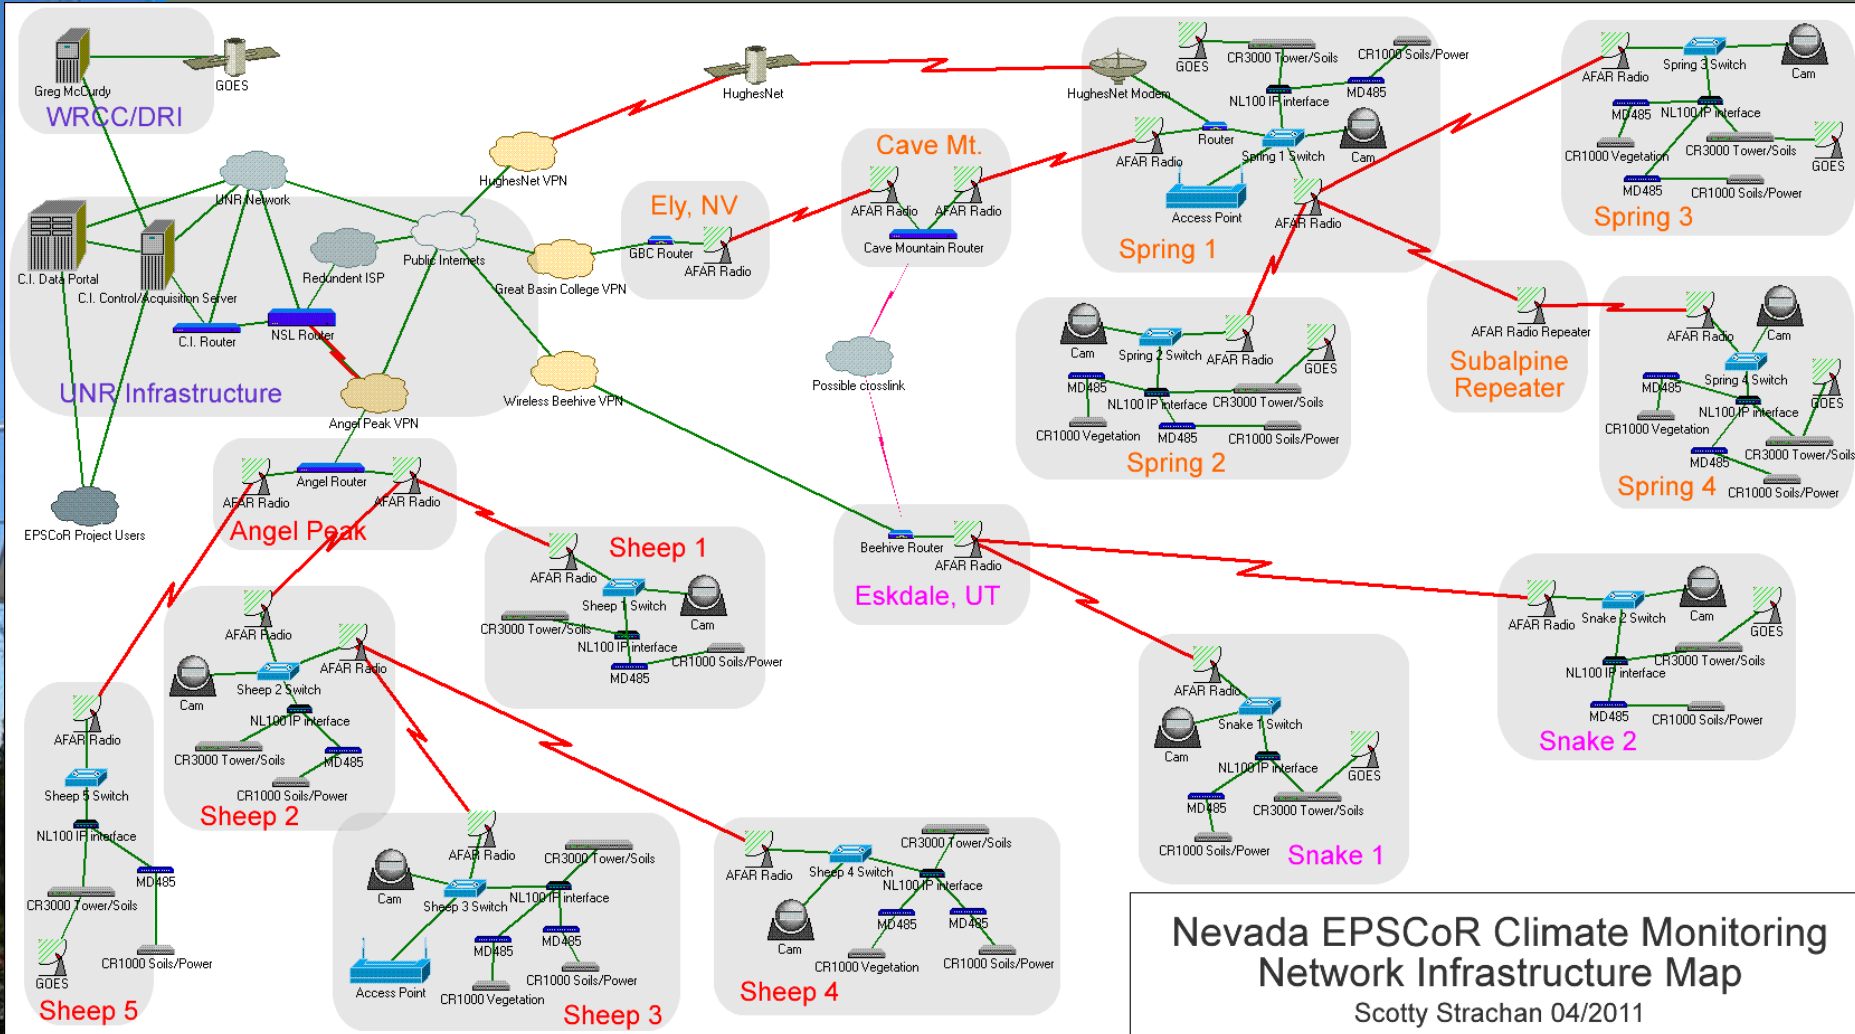 Greg McCurdy
WRCC/DRI
GOES
HughesNet
HughesNet Modem
GOES
CR3000 Tower/Soils
CR1000 Soils/Power
NL100 IP interface
MD485
Router
AFAR Radio
Spring 1 Switch
Cam
Access Point
AFAR Radio
Spring 1
AFAR Radio
Spring 3 Switch
Cam
MD485
NL100 IP interface
CR1000 Vegetation
CR3000 Tower/Soils
GOES
MD485
CR1000 Soils/Power
Spring 3
HughesNet VPN
UNR Network
Public Internets
Redundent ISP
Great Basin College VPN
C.I. Data Portal
C.I. Control/Acquisition Server
C.I. Router
NSL Router
UNR Infrastructure
Wireless Beehive VPN
Angel Peak VPN
EPSCoR Project Users
Ely, NV
GBC Router
AFAR Radio
Cave Mt.
AFAR Radio
AFAR Radio
Cave Mountain Router
Possible crosslink
Cam
Spring 2 Switch
AFAR Radio
GOES
MD485
NL100 IP interface
CR3000 Tower/Soils
CR1000 Vegetation
MD485
CR1000 Soils/Power
Spring 2
AFAR Radio Repeater
Subalpine
Repeater
AFAR Radio
Cam
Spring 4 Switch
MD485
NL100 IP interface
GOES
CR1000 Vegetation
CR3000 Tower/Soils
MD485
CR1000 Soils/Power
Spring 4
AFAR Radio
Angel Router
AFAR Radio
Angel Peak
AFAR Radio
Sheep 1
Sheep 1 Switch
Cam
CR3000 Tower/Soils
NL100 IP interface
CR1000 Soils/Power
MD485
Beehive Router
AFAR Radio
Eskdale, UT
AFAR Radio
AFAR Radio
Cam
Sheep 2 Switch
NL100 IP interface
CR3000 Tower/Soils
MD485
CR1000 Soils/Power
Sheep 2
AFAR Radio
Snake 2 Switch
Cam
GOES
NL100 IP interface
CR3000 Tower/Soils
MD485
CR1000 Soils/Power
Snake 2
AFAR Radio
Snake 1 Switch
Cam
NL100 IP interface
GOES
MD485
CR3000 Tower/Soils
CR1000 Soils/Power
Snake 1
AFAR Radio
Sheep 5 Switch
NL100 IP interface
MD485
CR3000 Tower/Soils
GOES
CR1000 Soils/Power
Sheep 5
AFAR Radio
CR3000 Tower/Soils
Cam
Sheep 3 Switch
NL100 IP interface
MD485
MD485
Access Point
CR1000 Vegetation
CR1000 Soils/Power
Sheep 3
AFAR Radio
Sheep 4 Switch
CR3000 Tower/Soils
NL100 IP interface
Cam
MD485
MD485
CR1000 Vegetation
CR1000 Soils/Power
Sheep 4
Nevada EPSCoR Climate Monitoring
Network Infrastructure Map
Scotty Strachan 04/2011